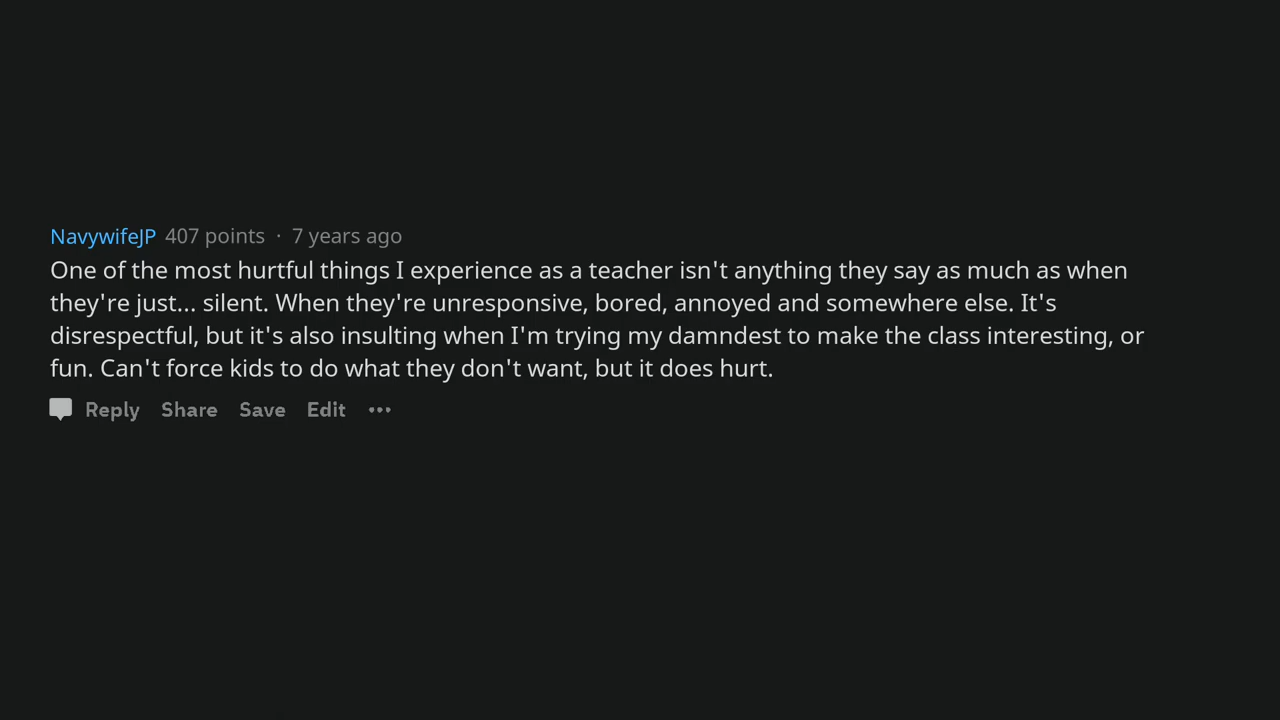 NavywifeJP 407 points · 7 years ago
One of the most hurtful things I experience as a teacher isn't anything they say as much as when
they're just... silent. When they're unresponsive, bored, annoyed and somewhere else. It's
disrespectful, but it's also insulting when I'm trying my damndest to make the class interesting, or
fun. Can't force kids to do what they don't want, but it does hurt.
Reply Share Save Edit •••